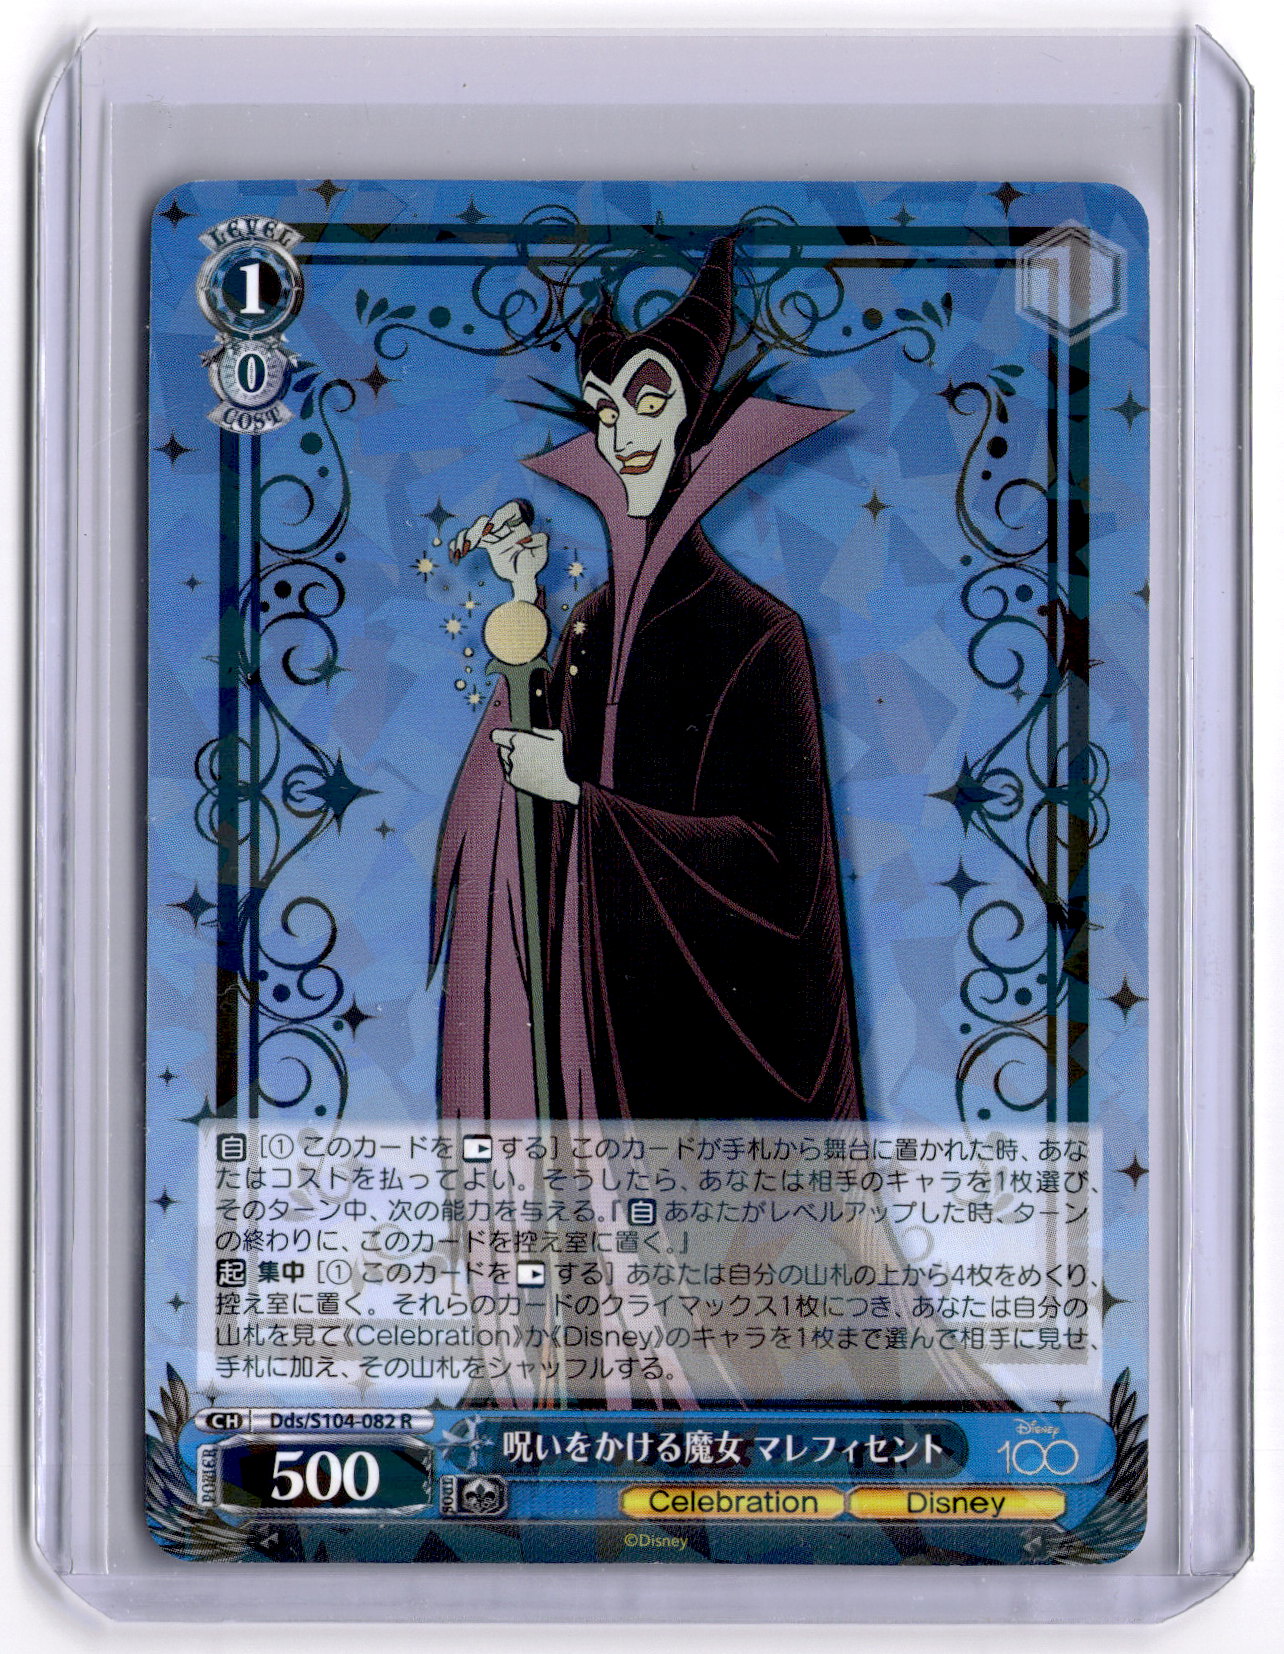 LEVEL
1
0
COST
1
自 [① このカードを する] このカードが手札から舞台に置かれた時、あな
たはコストを払ってよい。そうしたら、あなたは相手のキャラを1枚選び、
そのターン中、次の能力を与える。『自 あなたがレベルアップした時、ターン
の終わりに、このカードを控え室に置く。』
起 集中 [① このカードを する] あなたは自分の山札の上から4枚をめくり、
控え室に置く。それらのカードのクライマックス1枚につき、あなたは自分の
山札を見て《Celebration》か《Disney》のキャラを1枚まで選んで相手に見せ、
手札に加え、その山札をシャッフルする。
CH Dds/S104-082 R
POWER 500
呪いをかける魔女 マレフィセント
Disney 100
SOUL
Celebration Disney
©Disney